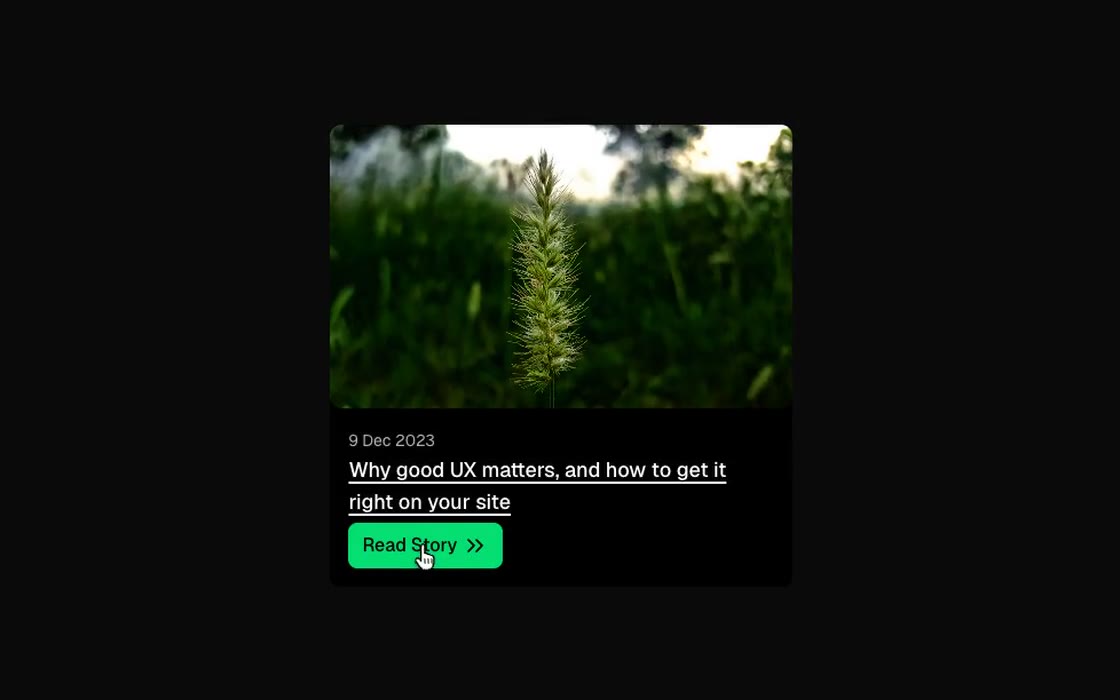 9 Dec 2023
Why good UX matters, and how to get it
right on your site
Read Story